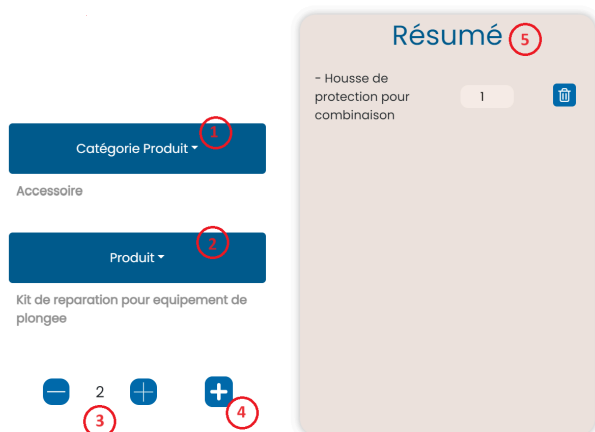 Catégorie Produit
1
Accessoire
Produit
2
Kit de reparation pour equipement de
plongee
2
3
4
Résumé
5
- Housse de
protection pour
combinaison
1